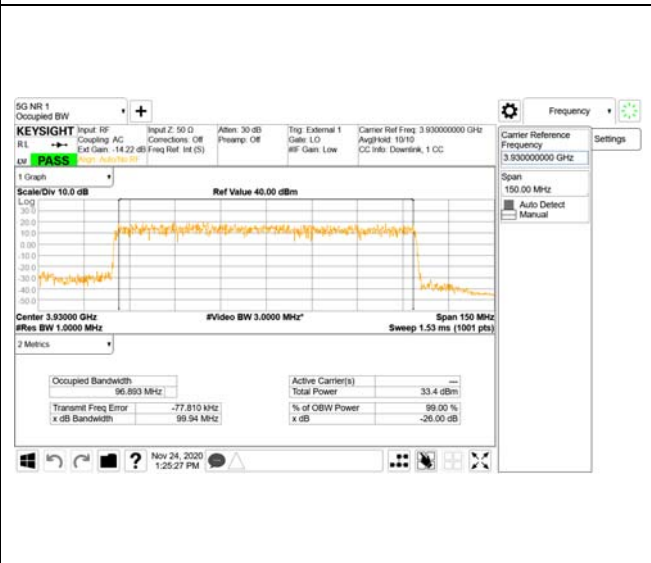 5G NR 1
Occupied BW
Frequency
KEYSIGHT
R L
PASS
Input: RF
Coupling: AC
Ext Gain: -14.22 dB
Align: Auto/No RF
Input Z: 50 Ω
Corrections: Off
Freq Ref: Int (S)
Atten: 30 dB
Preamp: Off
Trig: External 1
Gate: LO
#IF Gain: Low
Carrier Ref Freq: 3.930000000 GHz
Avg|Hold: 10/10
CC Info: Downlink, 1 CC
Carrier Reference
Frequency
3.930000000 GHz
Settings
Span
150.00 MHz
Auto Detect
Manual
1 Graph
Scale/Div 10.0 dB
Ref Value 40.00 dBm
Log
30.0
20.0
10.0
0.00
-10.0
-20.0
-30.0
-40.0
-50.0
Center 3.93000 GHz
#Video BW 3.0000 MHz*
Span 150 MHz
#Res BW 1.0000 MHz
Sweep 1.53 ms (1001 pts)
2 Metrics
Occupied Bandwidth
96.893 MHz
Transmit Freq Error
-77.810 kHz
x dB Bandwidth
99.94 MHz
Active Carrier(s)
---
Total Power
33.4 dBm
% of OBW Power
99.00 %
x dB
-26.00 dB
?
Nov 24, 2020
1:25:27 PM